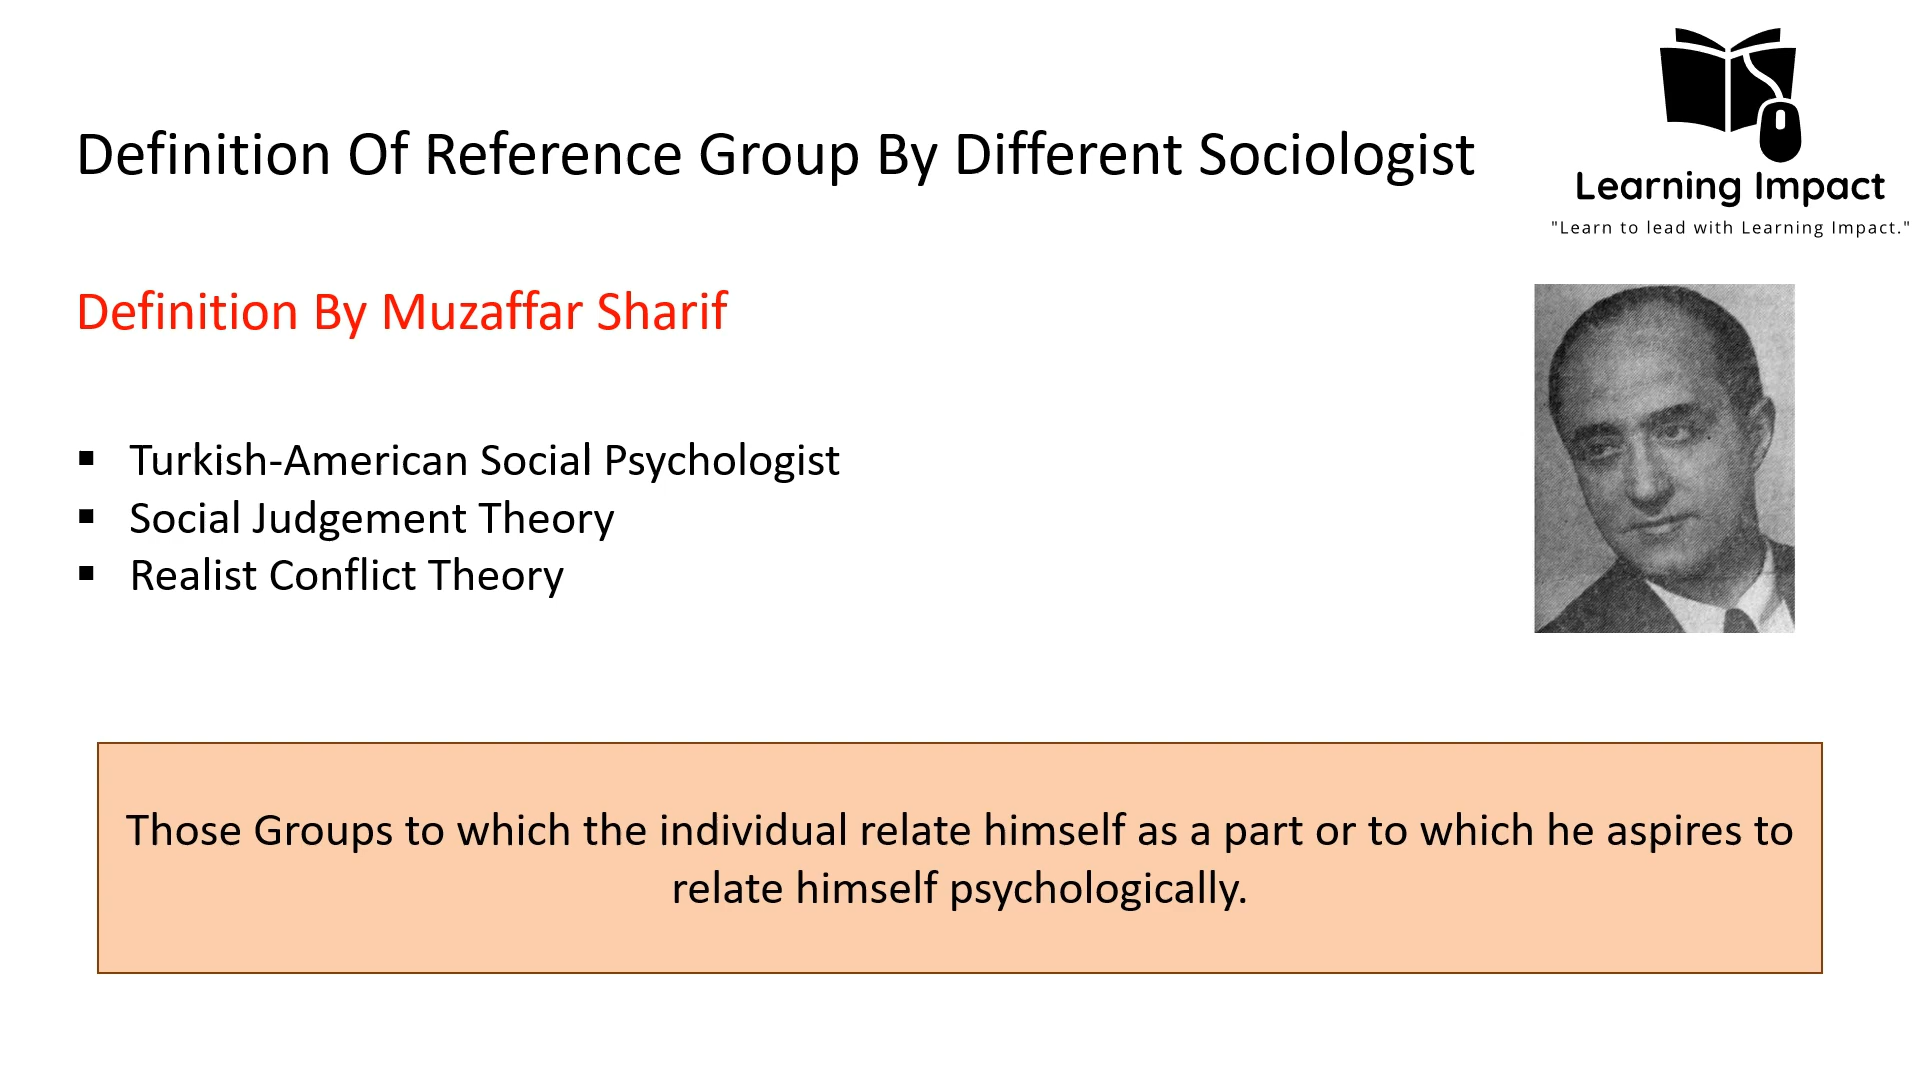 Definition Of Reference Group By Different Sociologist
Learning Impact
"Learn to lead with Learning Impact."
Definition By Muzaffar Sharif
▪ Turkish-American Social Psychologist
▪ Social Judgement Theory
▪ Realist Conflict Theory
Those Groups to which the individual relate himself as a part or to which he aspires to
relate himself psychologically.